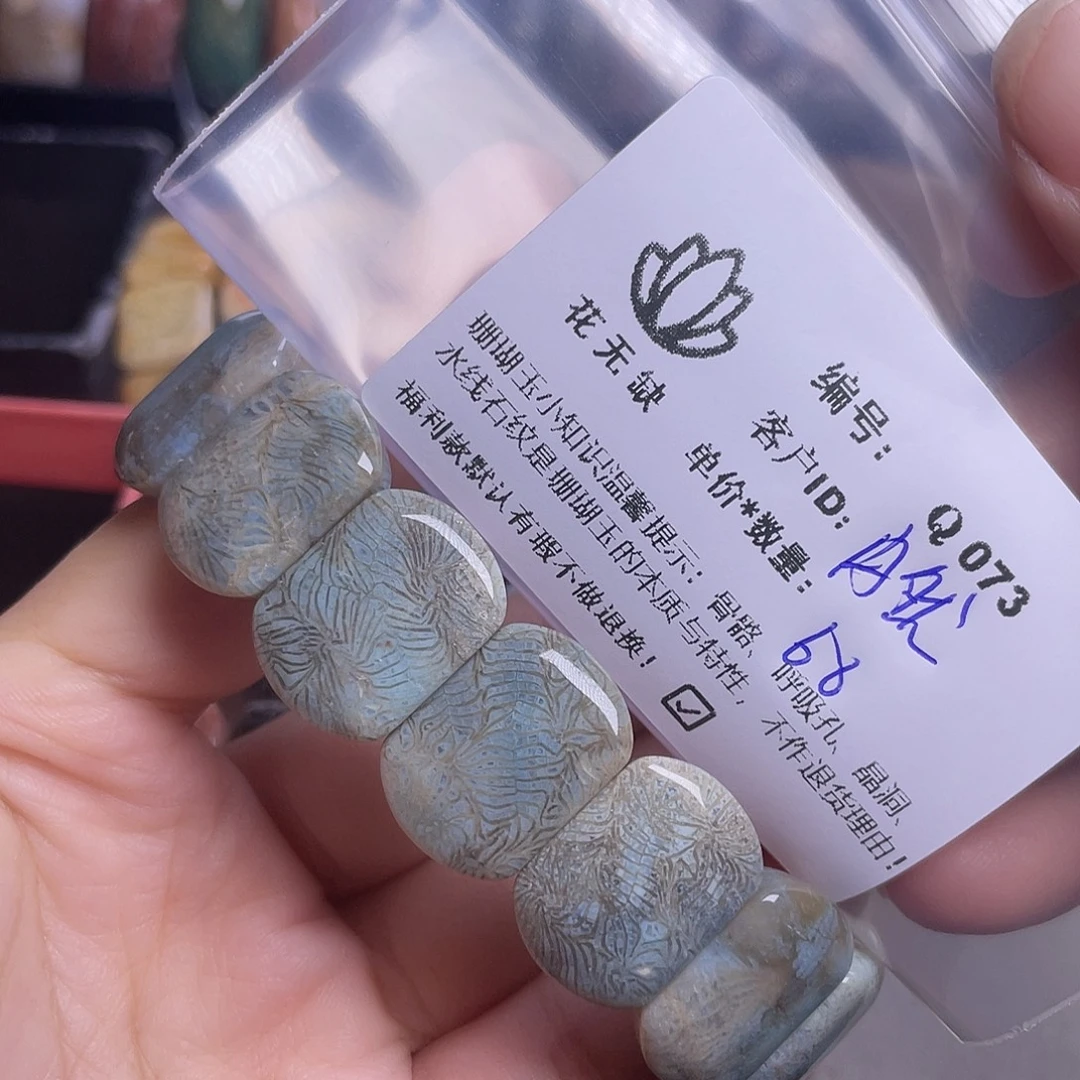 花无缺
编号: Q073
客户ID:
单价*数量: 68
珊瑚玉小知识温馨提示: 骨骼、呼吸孔、晶洞、
水线石纹是珊瑚玉的本质与特性, 不作退货理由!
福利款默认有瑕不做退换! ☑